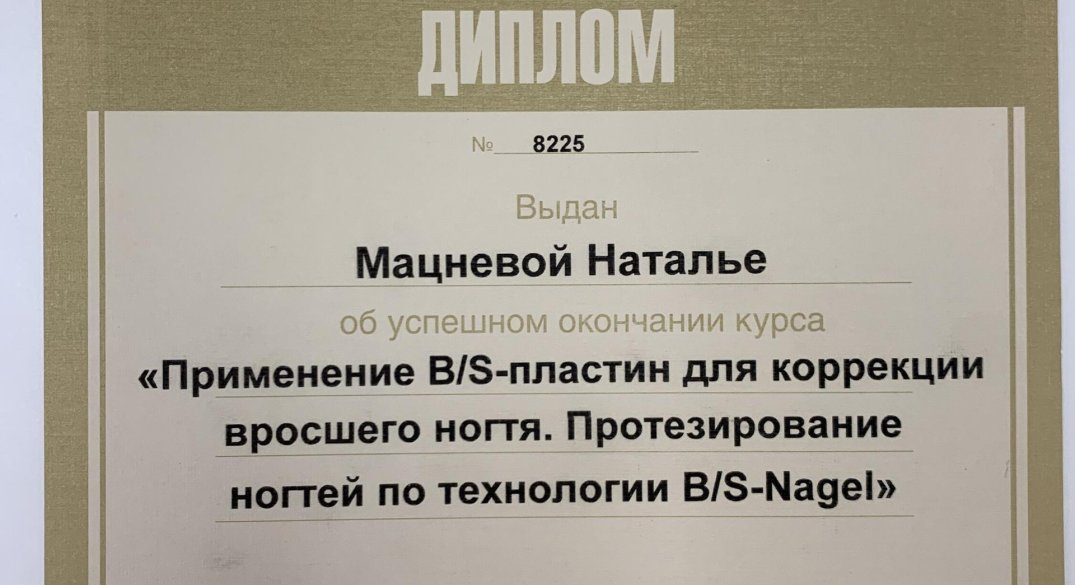 ДИПЛОМ
№ 8225
Выдан
Мацневой Наталье
об успешном окончании курса
«Применение B/S-пластин для коррекции
вросшего ногтя. Протезирование
ногтей по технологии B/S-Nagel»